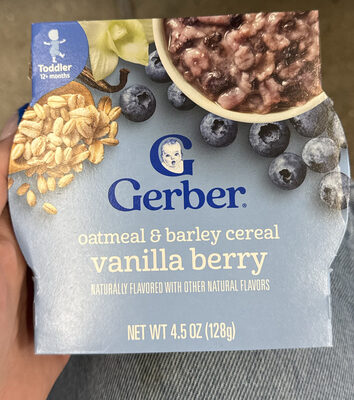 Toddler
12+ months
G
Gerber®
oatmeal & barley cereal
vanilla berry
NATURALLY FLAVORED WITH OTHER NATURAL FLAVORS
NET WT 4.5 OZ (128g)